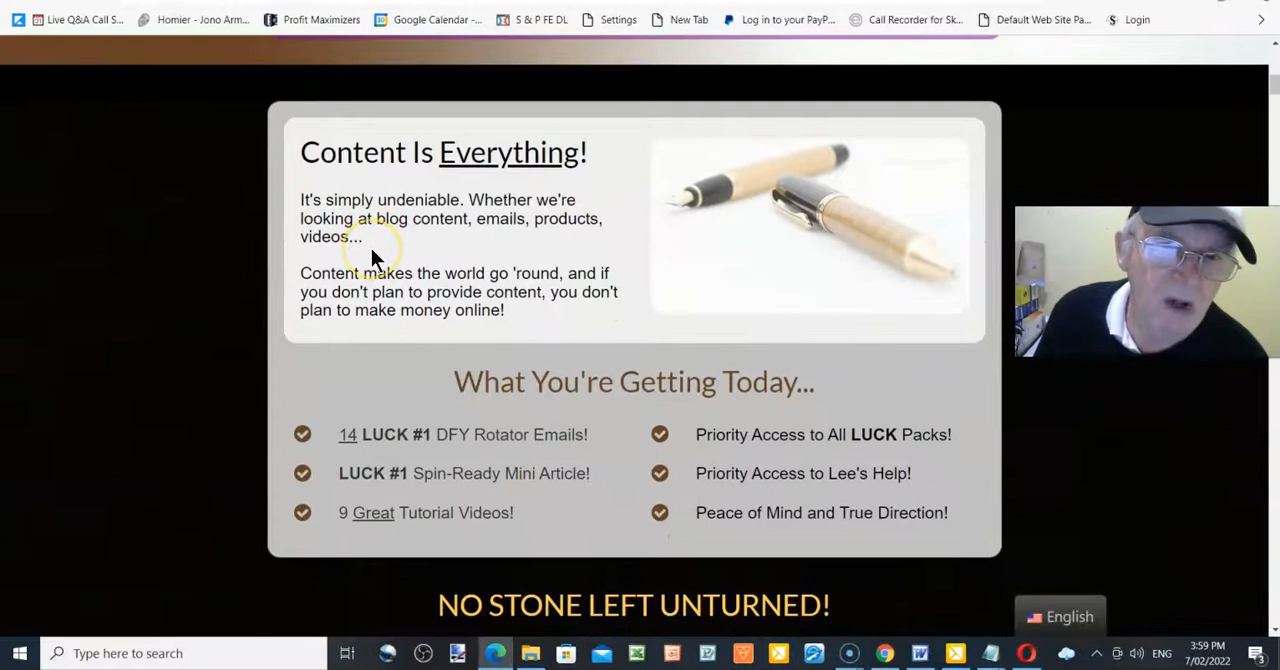 Live Q&A Call S...
Homier - Jono Arm...
Profit Maximizers
Google Calendar -...
S & P FE DL
Settings
New Tab
Log in to your PayP...
Call Recorder for Sk...
Default Web Site Pa...
Login
Content Is Everything!
It's simply undeniable. Whether we're
looking at blog content, emails, products,
videos...
Content makes the world go 'round, and if
you don't plan to provide content, you don't
plan to make money online!
What You're Getting Today...
14 LUCK #1 DFY Rotator Emails!
Priority Access to All LUCK Packs!
LUCK #1 Spin-Ready Mini Article!
Priority Access to Lee's Help!
9 Great Tutorial Videos!
Peace of Mind and True Direction!
NO STONE LEFT UNTURNED!
English
Type here to search
ENG
3:59 PM
7/02/2022